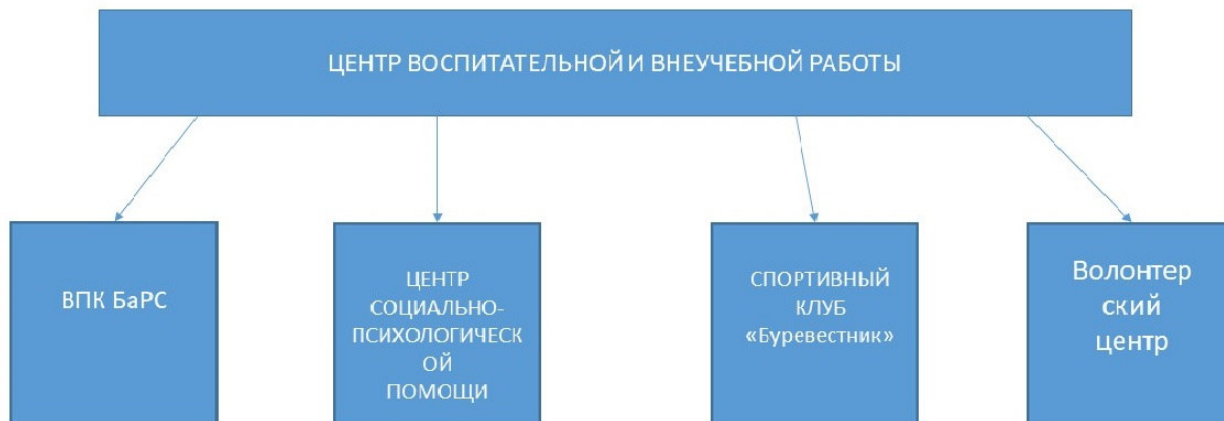 ЦЕНТР ВОСПИТАТЕЛЬНОЙ И ВНЕУЧЕБНОЙ РАБОТЫ
ВПК БаРС
ЦЕНТР
СОЦИАЛЬНО-
ПСИХОЛОГИЧЕСК
ОЙ
ПОМОЩИ
СПОРТИВНЫЙ
КЛУБ
«Буревестник»
Волонтер
ский
центр